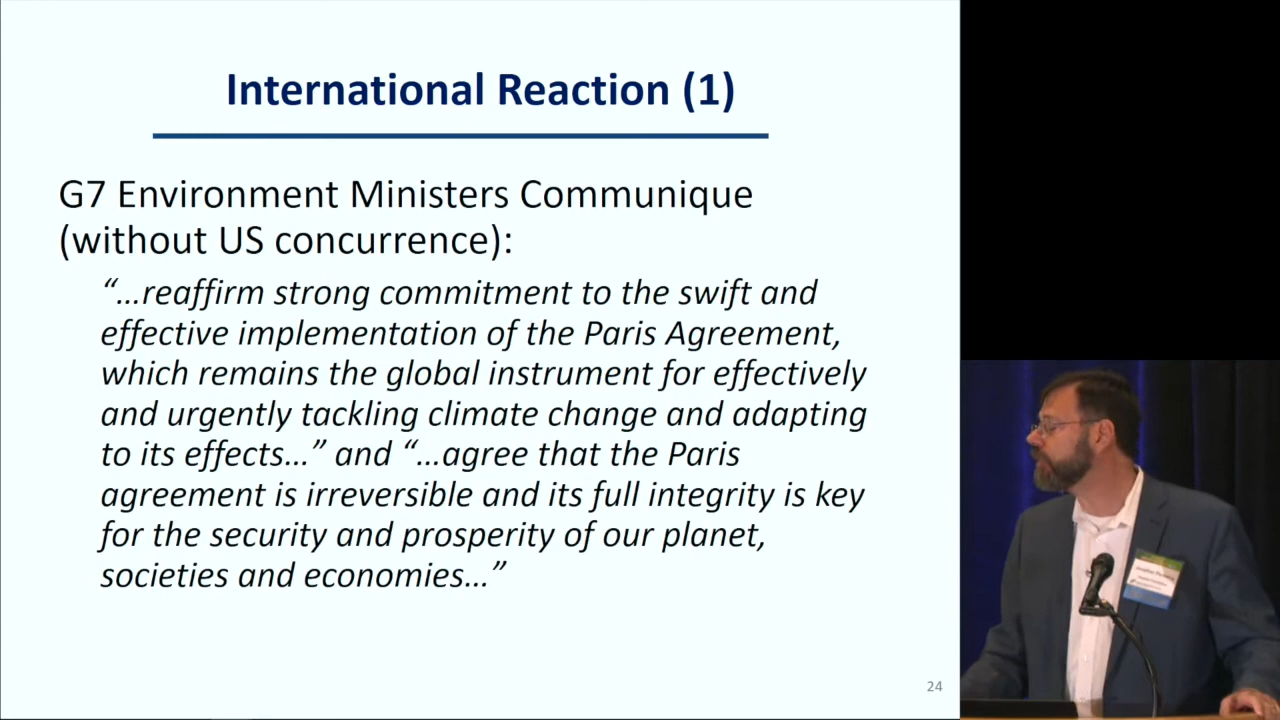 International Reaction (1)
G7 Environment Ministers Communique
(without US concurrence):
“…reaffirm strong commitment to the swift and
effective implementation of the Paris Agreement,
which remains the global instrument for effectively
and urgently tackling climate change and adapting
to its effects…” and “…agree that the Paris
agreement is irreversible and its full integrity is key
for the security and prosperity of our planet,
societies and economies…”
24